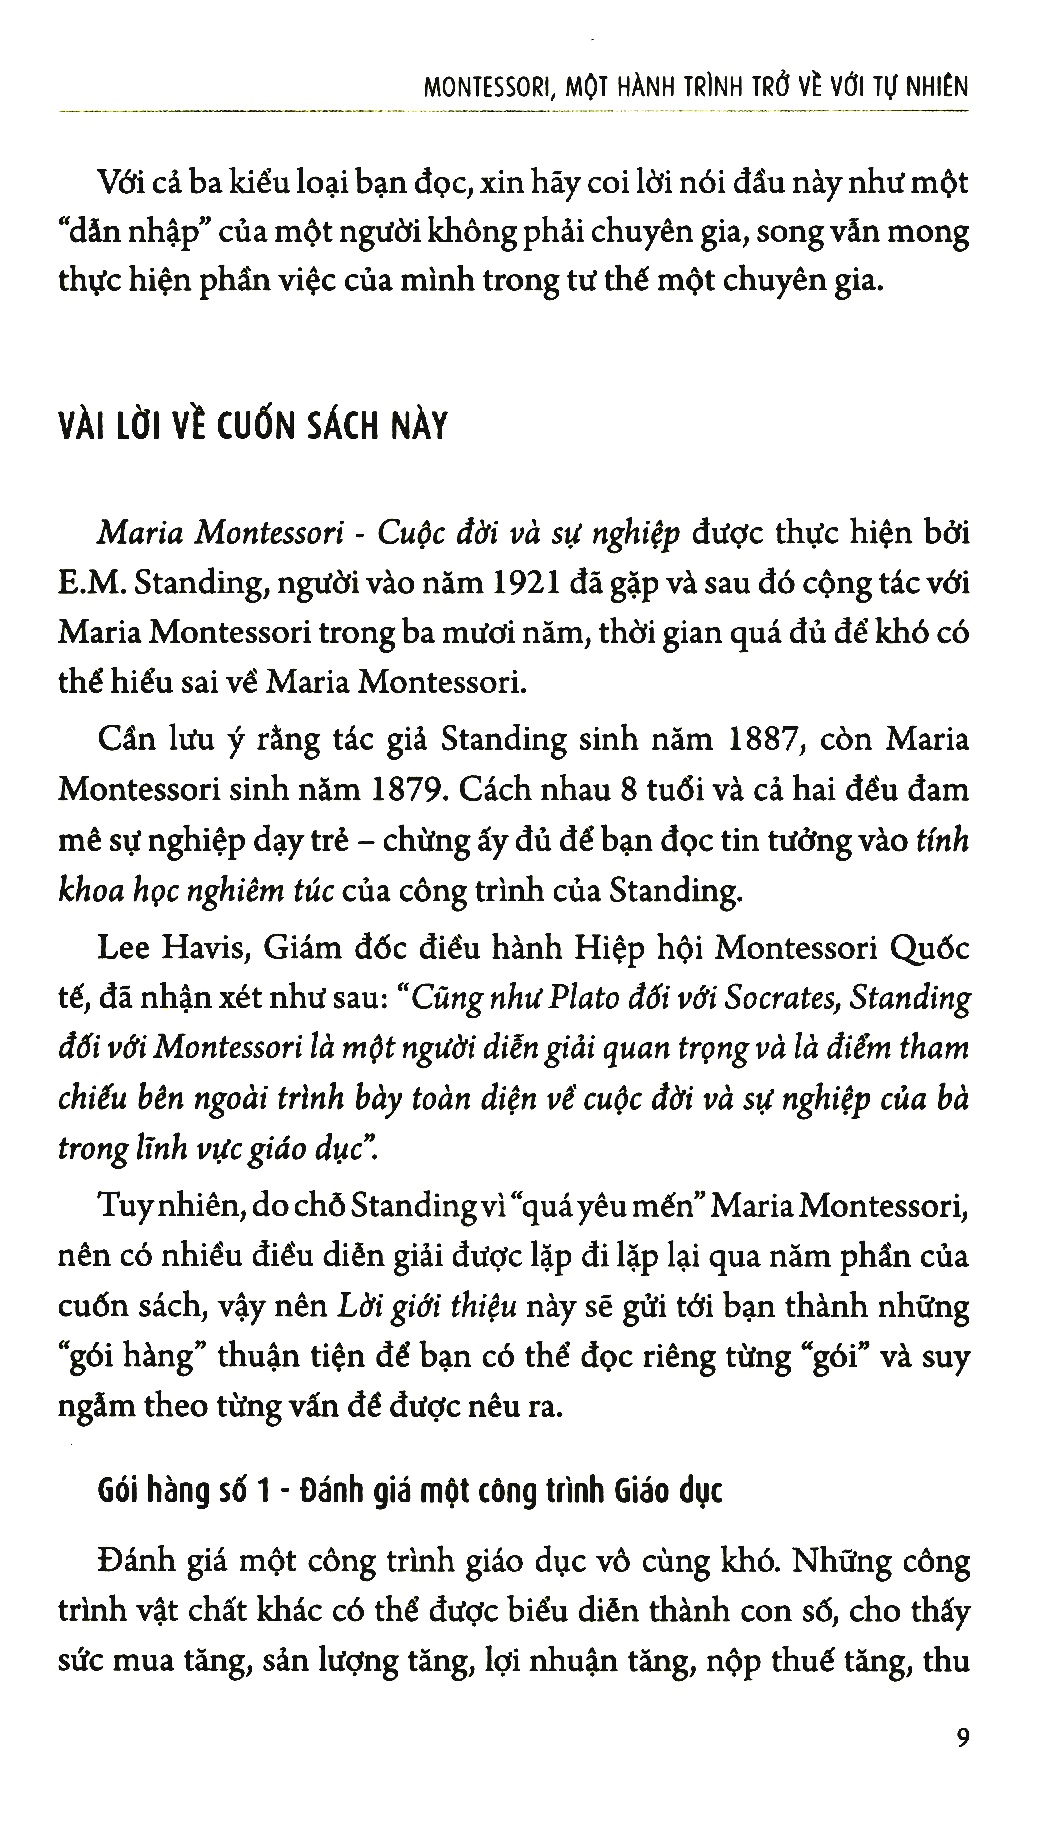 MONTESSORI, MỘT HÀNH TRÌNH TRỞ VỀ VỚI TỰ NHIÊN
Với cả ba kiểu loại bạn đọc, xin hãy coi lời nói đầu này như một
“dẫn nhập” của một người không phải chuyên gia, song vẫn mong
thực hiện phần việc của mình trong tư thế một chuyên gia.
VÀI LỜI VỀ CUỐN SÁCH NÀY
Maria Montessori - Cuộc đời và sự nghiệp được thực hiện bởi
E.M. Standing, người vào năm 1921 đã gặp và sau đó cộng tác với
Maria Montessori trong ba mươi năm, thời gian quá đủ để khó có
thể hiểu sai về Maria Montessori.
Cần lưu ý rằng tác giả Standing sinh năm 1887, còn Maria
Montessori sinh năm 1879. Cách nhau 8 tuổi và cả hai đều đam
mê sự nghiệp dạy trẻ – chừng ấy đủ để bạn đọc tin tưởng vào tính
khoa học nghiêm túc của công trình của Standing.
Lee Havis, Giám đốc điều hành Hiệp hội Montessori Quốc
tế, đã nhận xét như sau: “Cũng như Plato đối với Socrates, Standing
đối với Montessori là một người diễn giải quan trọng và là điểm tham
chiếu bên ngoài trình bày toàn diện về cuộc đời và sự nghiệp của bà
trong lĩnh vực giáo dục”.
Tuy nhiên, do chỗ Standing vì “quá yêu mến” Maria Montessori,
nên có nhiều điều diễn giải được lặp đi lặp lại qua năm phần của
cuốn sách, vậy nên Lời giới thiệu này sẽ gửi tới bạn thành những
“gói hàng” thuận tiện để bạn có thể đọc riêng từng “gói” và suy
ngẫm theo từng vấn đề được nêu ra.
Gói hàng số 1 - Đánh giá một công trình Giáo dục
Đánh giá một công trình giáo dục vô cùng khó. Những công
trình vật chất khác có thể được biểu diễn thành con số, cho thấy
sức mua tăng, sản lượng tăng, lợi nhuận tăng, nộp thuế tăng, thu
9